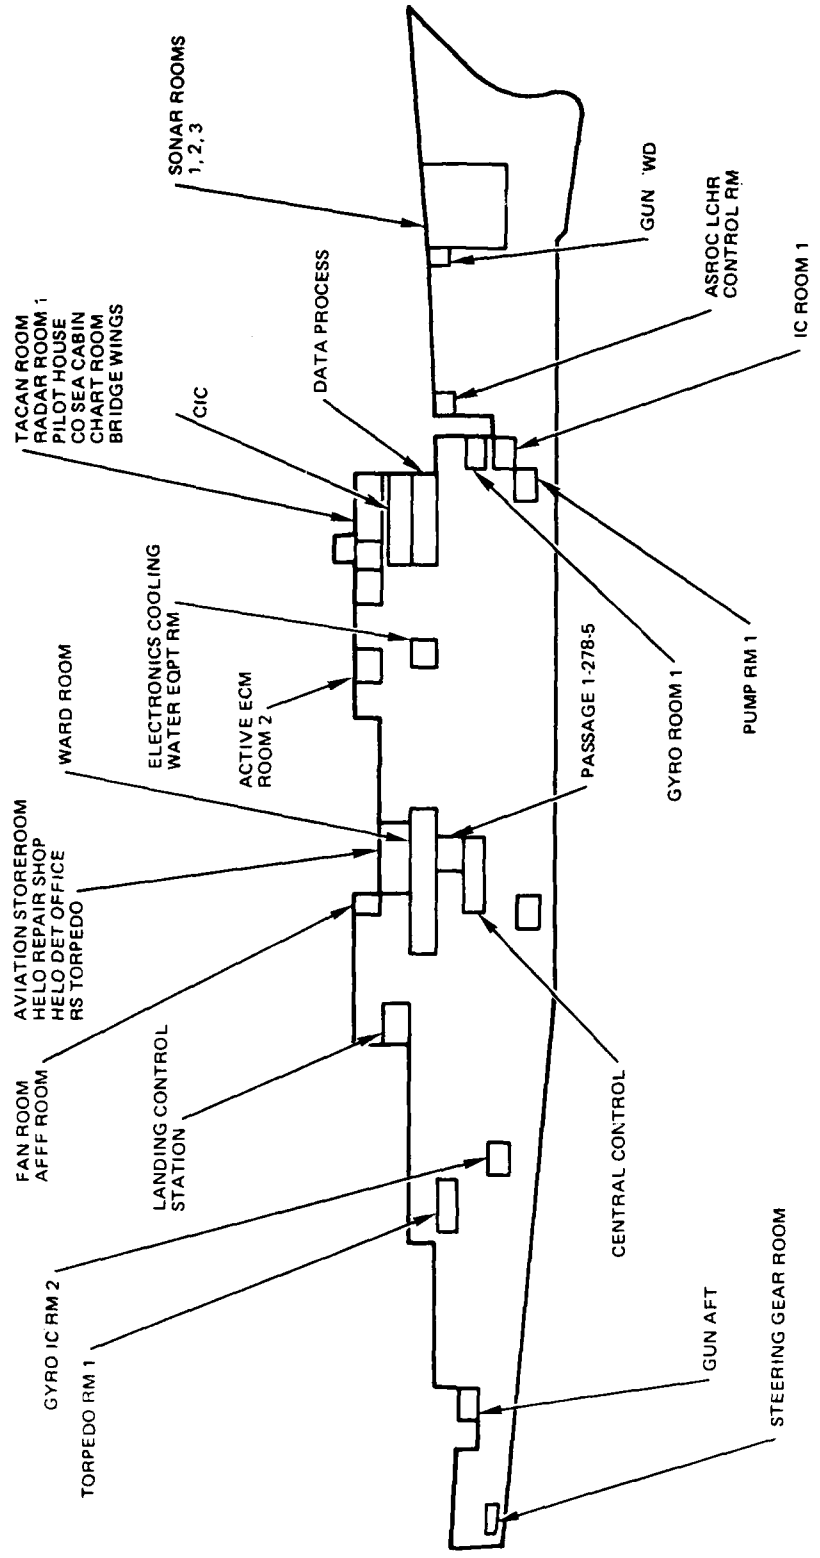 SONAR ROOMS
1, 2, 3
TACAN ROOM
RADAR ROOM 1
PILOT HOUSE
CO SEA CABIN
CHART ROOM
BRIDGE WINGS
CIC
DATA PROCESS
ELECTRONICS COOLING
WATER EQPT RM
ACTIVE ECM
ROOM 2
WARD ROOM
AVIATION STOREROOM
HELO REPAIR SHOP
HELO DET OFFICE
RS TORPEDO
FAN ROOM
AFFF ROOM
LANDING CONTROL
STATION
GYRO IC RM 2
TORPEDO RM 1
GUN WD
ASROC LCHR
CONTROL RM
IC ROOM 1
PUMP RM 1
GYRO ROOM 1
PASSAGE 1-278-5
CENTRAL CONTROL
GUN AFT
STEERING GEAR ROOM